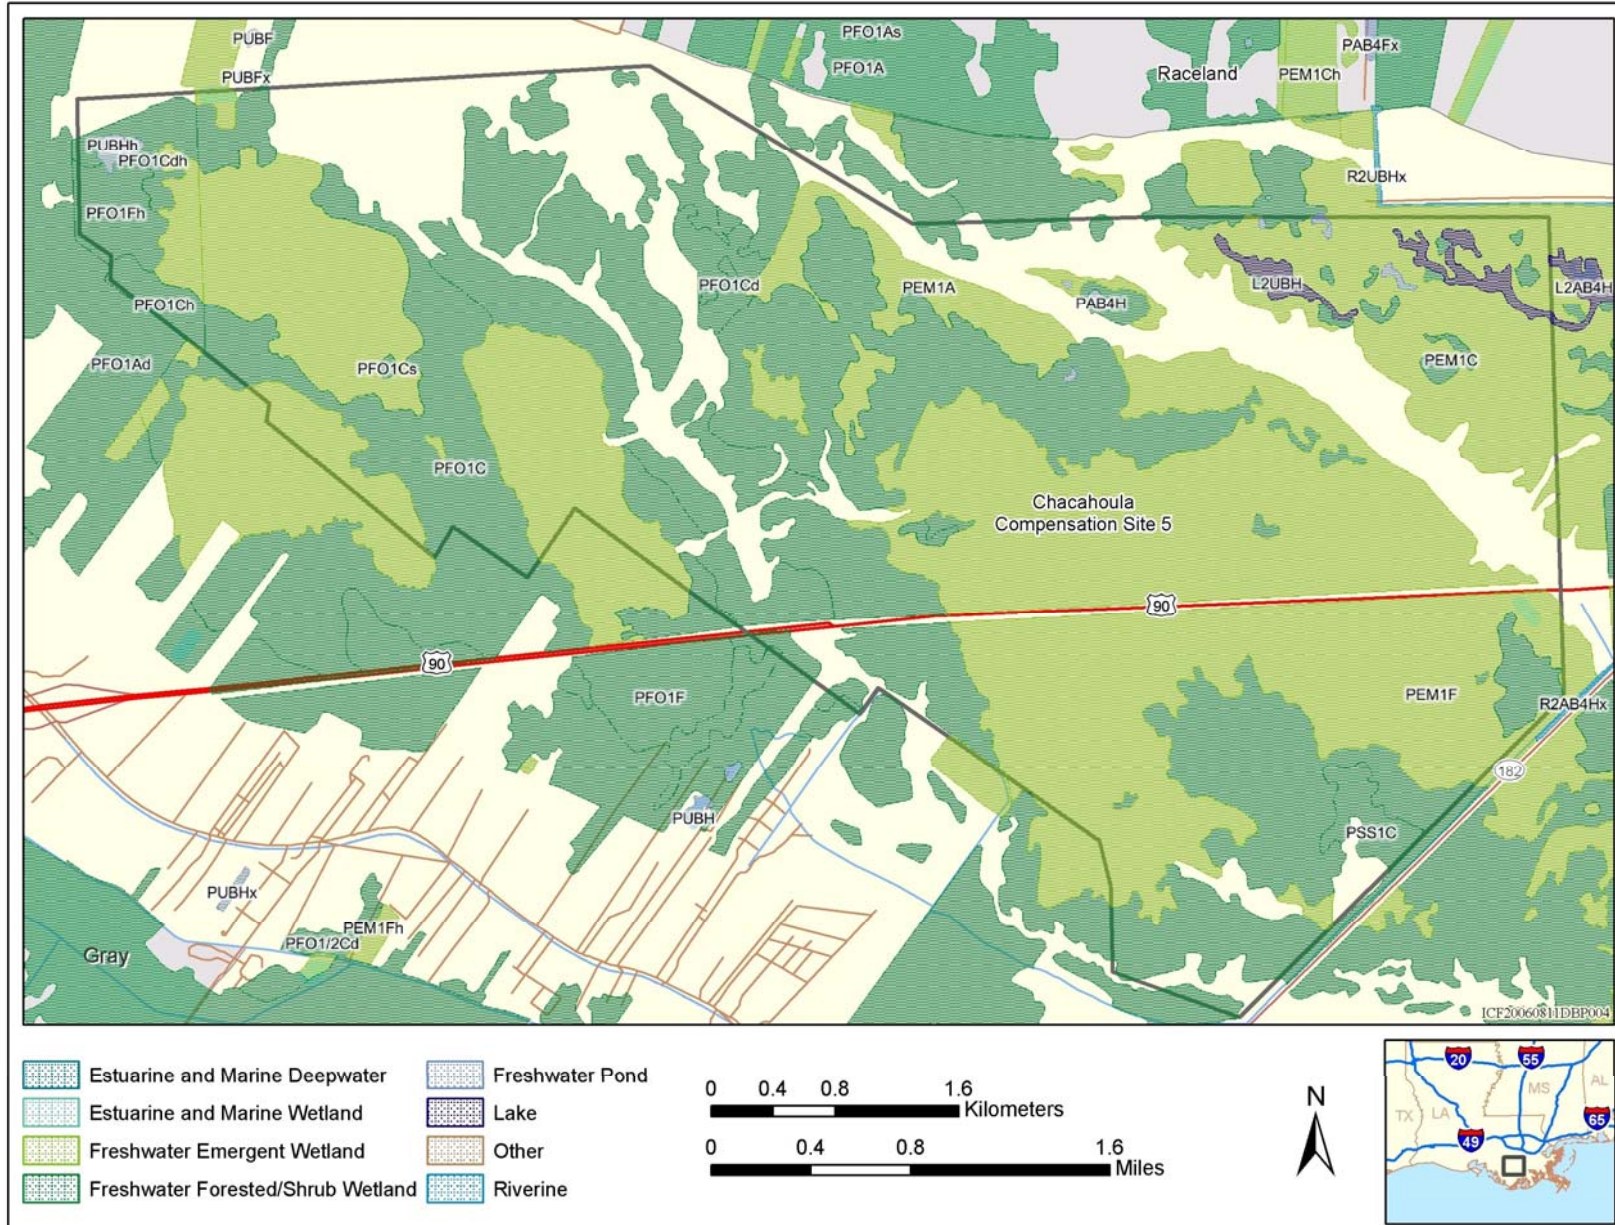 PUBF
PUBFx
PFO1As
PFO1A
Raceland
PAB4Fx
PEM1Ch
PUBHh
PFO1Cdh
R2UBHx
PFO1Fh
PFO1Ch
PFO1Cd
PEM1A
PAB4H
L2UBH
L2AB4H
PFO1Ad
PFO1Cs
PEM1C
PFO1C
Chacahoula
Compensation Site 5
90
90
PFO1F
PEM1F
R2AB4Hx
182
PUBH
PSS1C
PUBHx
PEM1Fh
PFO1/2Cd
Gray
ICF20060811DBP004
Estuarine and Marine Deepwater
Estuarine and Marine Wetland
Freshwater Emergent Wetland
Freshwater Forested/Shrub Wetland
Freshwater Pond
Lake
Other
Riverine
0 0.4 0.8 1.6
Kilometers
0 0.4 0.8 1.6
Miles
N
20
55
MS
AL
TX
LA
65
49